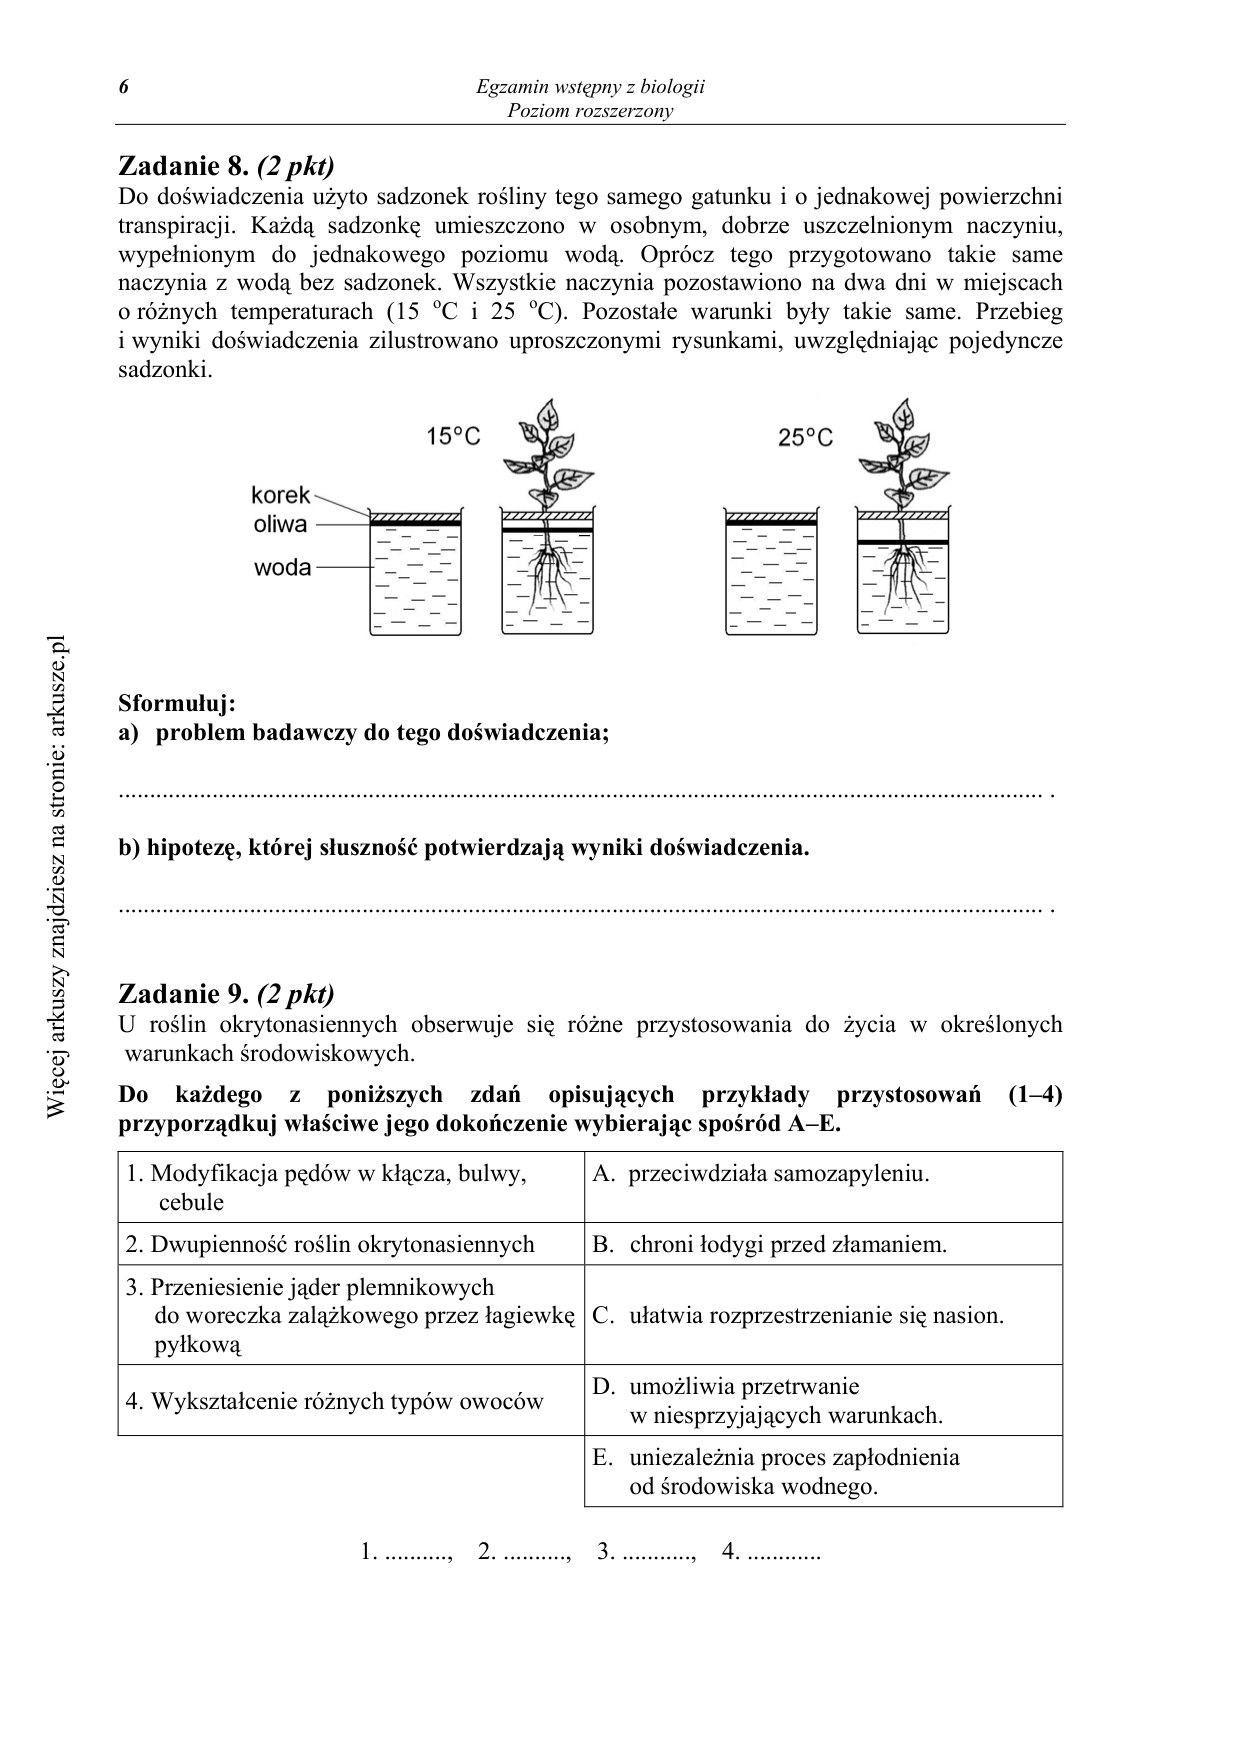 6
Egzamin wstępny z biologii
Poziom rozszerzony
Zadanie 8. (2 pkt)
Do doświadczenia użyto sadzonek rośliny tego samego gatunku i o jednakowej powierzchni
transpiracji. Każdą sadzonkę umieszczono w osobnym, dobrze uszczelnionym naczyniu,
wypełnionym do jednakowego poziomu wodą. Oprócz tego przygotowano takie same
naczynia z wodą bez sadzonek. Wszystkie naczynia pozostawiono na dwa dni w miejscach
o różnych temperaturach (15 °C i 25 °C). Pozostałe warunki były takie same. Przebieg
i wyniki doświadczenia zilustrowano uproszczonymi rysunkami, uwzględniając pojedyncze
sadzonki.
15°C
25°C
korek
oliwa
woda
Sformułuj:
a) problem badawczy do tego doświadczenia;
.................................................................................................................................................... .
b) hipotezę, której słuszność potwierdzają wyniki doświadczenia.
.................................................................................................................................................... .
Zadanie 9. (2 pkt)
U roślin okrytonasiennych obserwuje się różne przystosowania do życia w określonych
warunkach środowiskowych.
Do każdego z poniższych zdań opisujących przykłady przystosowań (1–4)
przyporządkuj właściwe jego dokończenie wybierając spośród A–E.
1. Modyfikacja pędów w kłącza, bulwy,
cebule
A. przeciwdziała samozapyleniu.
2. Dwupienność roślin okrytonasiennych
B. chroni łodygi przed złamaniem.
3. Przeniesienie jąder plemnikowych
do woreczka zalążkowego przez łagiewkę
pyłkową
C. ułatwia rozprzestrzenianie się nasion.
4. Wykształcenie różnych typów owoców
D. umożliwia przetrwanie
w niesprzyjających warunkach.
E. uniezależnia proces zapłodnienia
od środowiska wodnego.
1. .........., 2. .........., 3. ..........., 4. ............
Więcej arkuszy znajdziesz na stronie: arkusze.pl